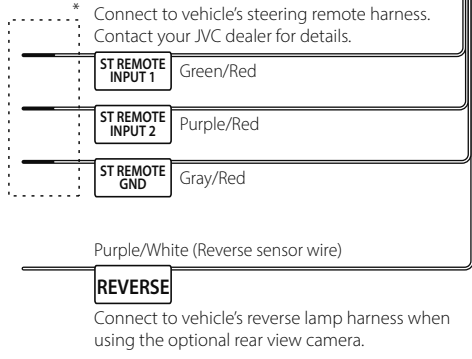 * Connect to vehicle’s steering remote harness.
Contact your JVC dealer for details.
ST REMOTE
INPUT 1
Green/Red
ST REMOTE
INPUT 2
Purple/Red
ST REMOTE
GND
Gray/Red
Purple/White (Reverse sensor wire)
REVERSE
Connect to vehicle’s reverse lamp harness when
using the optional rear view camera.